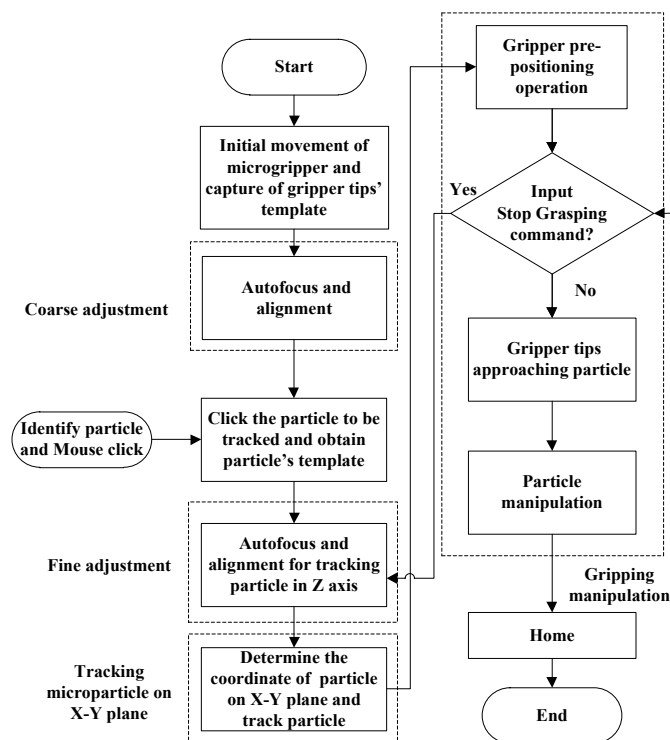 Start
Initial movement of
microgripper and
capture of gripper tips’
template
Coarse adjustment
Autofocus and
alignment
Identify particle
and Mouse click
Click the particle to be
tracked and obtain
particle’s template
Fine adjustment
Autofocus and
alignment for tracking
particle in Z axis
Tracking
microparticle on
X-Y plane
Determine the
coordinate of particle
on X-Y plane and
track particle
Gripper pre-
positioning
operation
Yes
Input
Stop Grasping
command?
No
Gripper tips
approaching particle
Particle
manipulation
Gripping
manipulation
Home
End